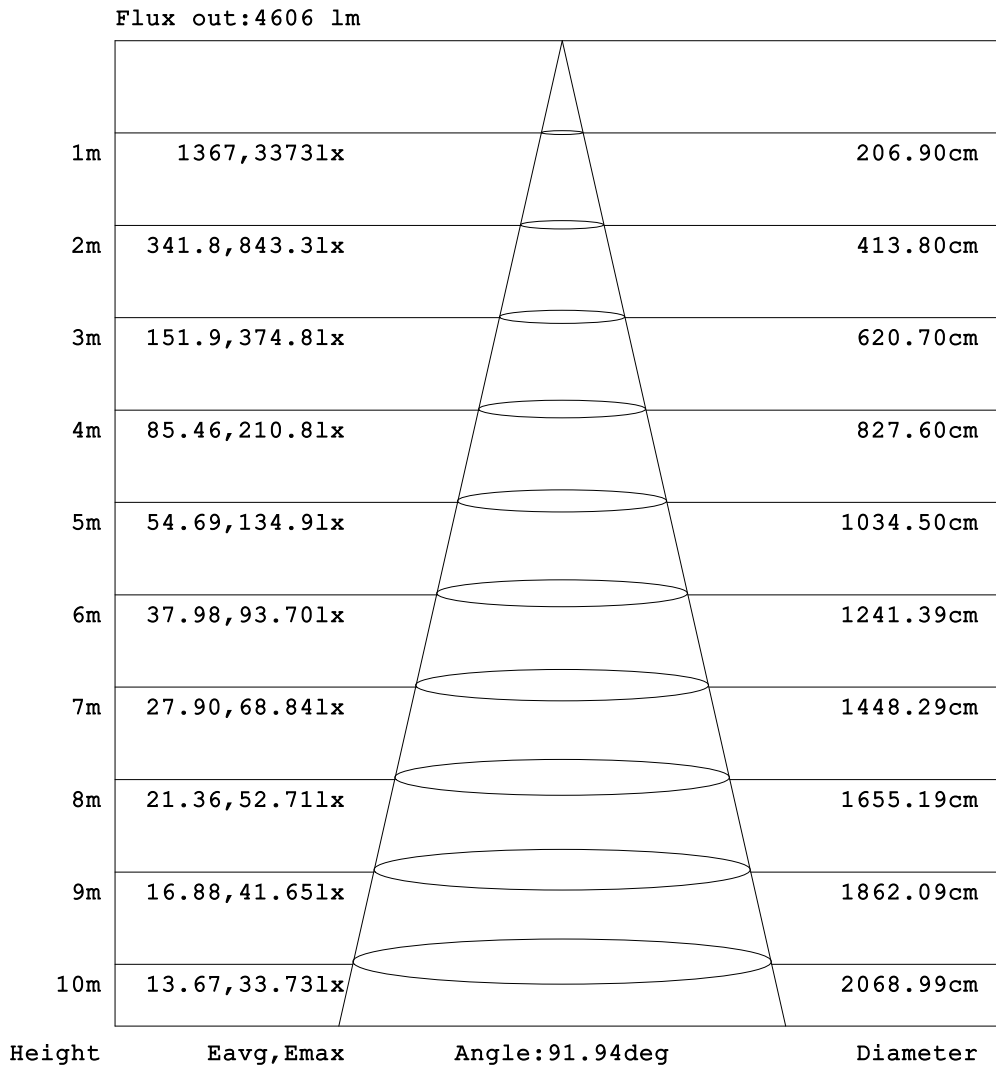 Flux out:4606 lm
1m 1367,3373lx 206.90cm
2m 341.8,843.3lx 413.80cm
3m 151.9,374.8lx 620.70cm
4m 85.46,210.8lx 827.60cm
5m 54.69,134.9lx 1034.50cm
6m 37.98,93.70lx 1241.39cm
7m 27.90,68.84lx 1448.29cm
8m 21.36,52.71lx 1655.19cm
9m 16.88,41.65lx 1862.09cm
10m 13.67,33.73lx 2068.99cm
Height Eavg,Emax Angle:91.94deg Diameter